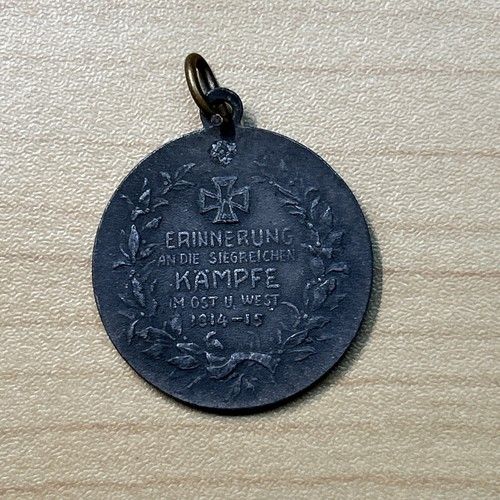 ERINNERUNG
AN DIE SIEGREICHEN
KÄMPFE
IM OST U. WEST
1914-15